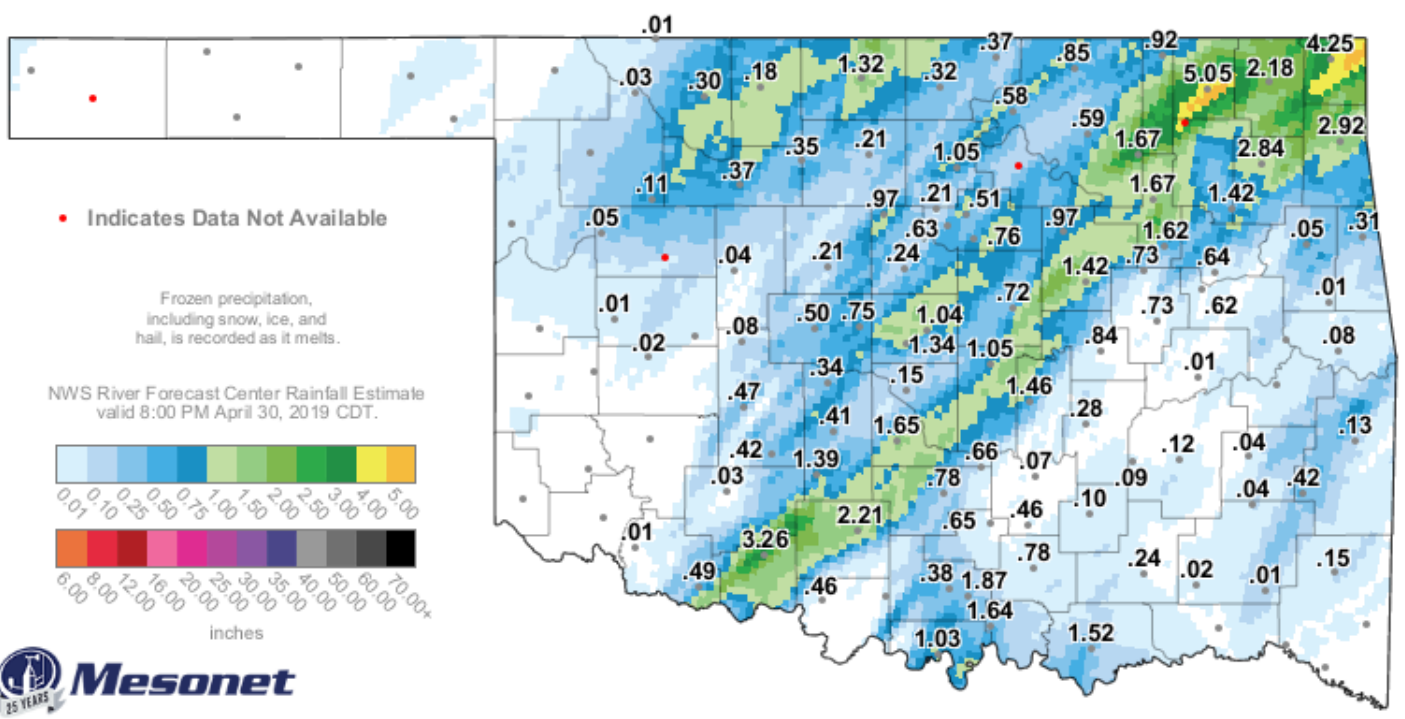 .01
.37 .92 4.25
.85
.03 .30 .18 1.32 .32 5.05 2.18
.58
.59 1.67 2.92
.35 .21 1.05 2.84
.11 .37
.97 .21 .51 1.67 1.42
.05 .63 .76 .97 1.62 .05 .31
.04 .21 .24 1.42 .73 .64
.01 .72 .73 .62 .01
.08 .50 .75 1.04
.02 1.34 1.05 .84 .08
.34 .15 .01
.47 1.46
.41 1.65 .28 .13
.42 1.39 .66 .07 .12 .04
.03 .78 .09 .04 .42
.01 2.21 .65 .46 .10
3.26 .78
.49 .46 .38 1.87 .24 .02 .01 .15
1.64
1.03 1.52
Indicates Data Not Available
Frozen precipitation,
including snow, ice, and
hail, is recorded as it melts.
NWS River Forecast Center Rainfall Estimate
valid 8:00 PM April 30, 2019 CDT.
0.01 0.10 0.25 0.50 0.75 1.00 1.50 2.00 2.50 3.00 4.00 5.00
6.00 8.00 12.00 16.00 20.00 25.00 30.00 35.00 40.00 50.00 60.00 70.00+
inches
Mesonet
25 YEARS